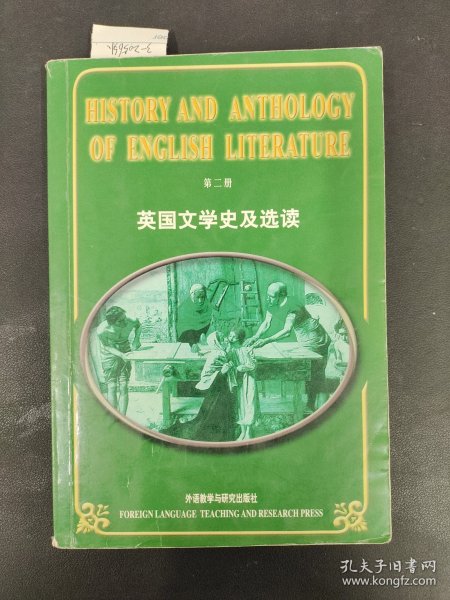 3-2056sh
HISTORY AND ANTHOLOGY
OF ENGLISH LITERATURE
第二册
英国文学史及选读
外语教学与研究出版社
FOREIGN LANGUAGE TEACHING AND RESEARCH PRESS
孔夫子旧书网
www.kongfz.com